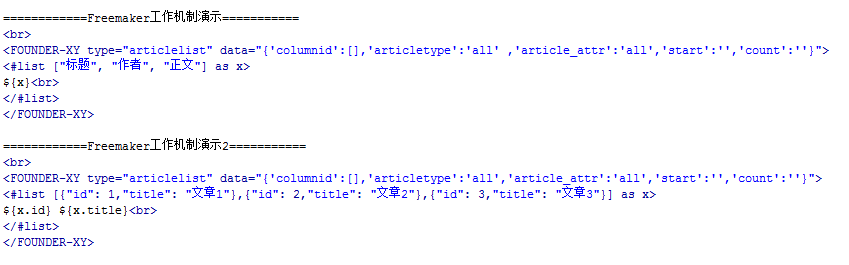 ============Freemaker工作机制演示===========
<br>
<FOUNDER-XY type="articlelist" data="{'columnid':[],'articletype':'all' ,'article_attr':'all','start':'','count':''}">
<#list ["标题", "作者", "正文"] as x>
${x}<br>
</#list>
</FOUNDER-XY>
============Freemaker工作机制演示2===========
<br>
<FOUNDER-XY type="articlelist" data="{'columnid':[],'articletype':'all','article_attr':'all','start':'','count':''}">
<#list [{"id": 1,"title": "文章1"},{"id": 2,"title": "文章2"},{"id": 3,"title": "文章3"}] as x>
${x.id} ${x.title}<br>
</#list>
</FOUNDER-XY>